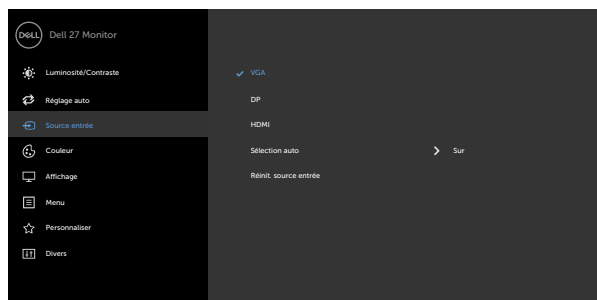 DELL Dell 27 Monitor
Luminosité/Contraste
Réglage auto
Source entrée
Couleur
Affichage
Menu
Personnaliser
Divers
VGA
DP
HDMI
Sélection auto Sur
Réinit. source entrée